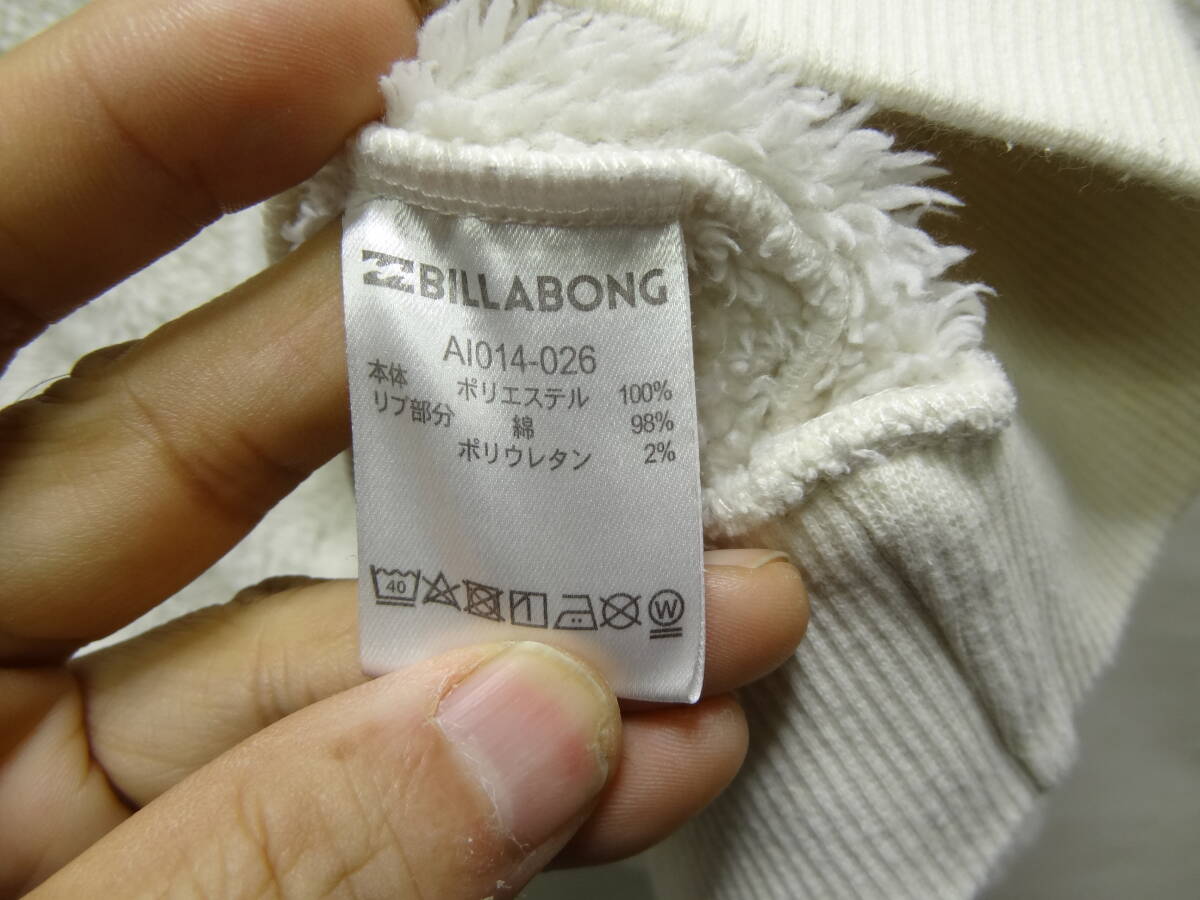 BILLABONG
AI014-026
本体 ポリエステル 100%
リブ部分 綿 98%
ポリウレタン 2%
40
W